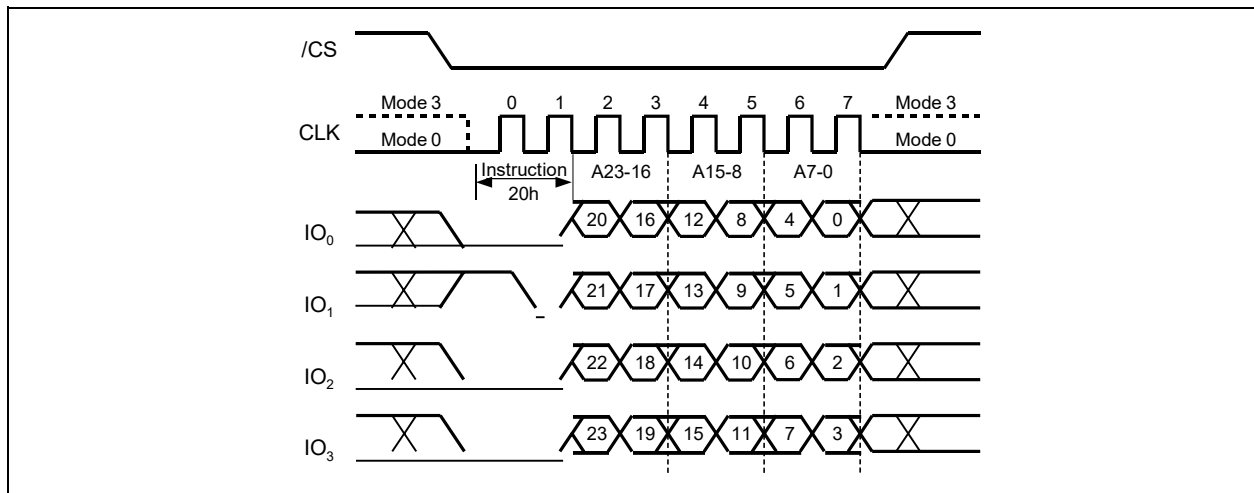 /CS
Mode 3 0 1 2 3 4 5 6 7 Mode 3
CLK
Mode 0 Mode 0
Instruction A23-16 A15-8 A7-0
20h
IO0 20 16 12 8 4 0
IO1 21 17 13 9 5 1
IO2 22 18 14 10 6 2
IO3 23 19 15 11 7 3